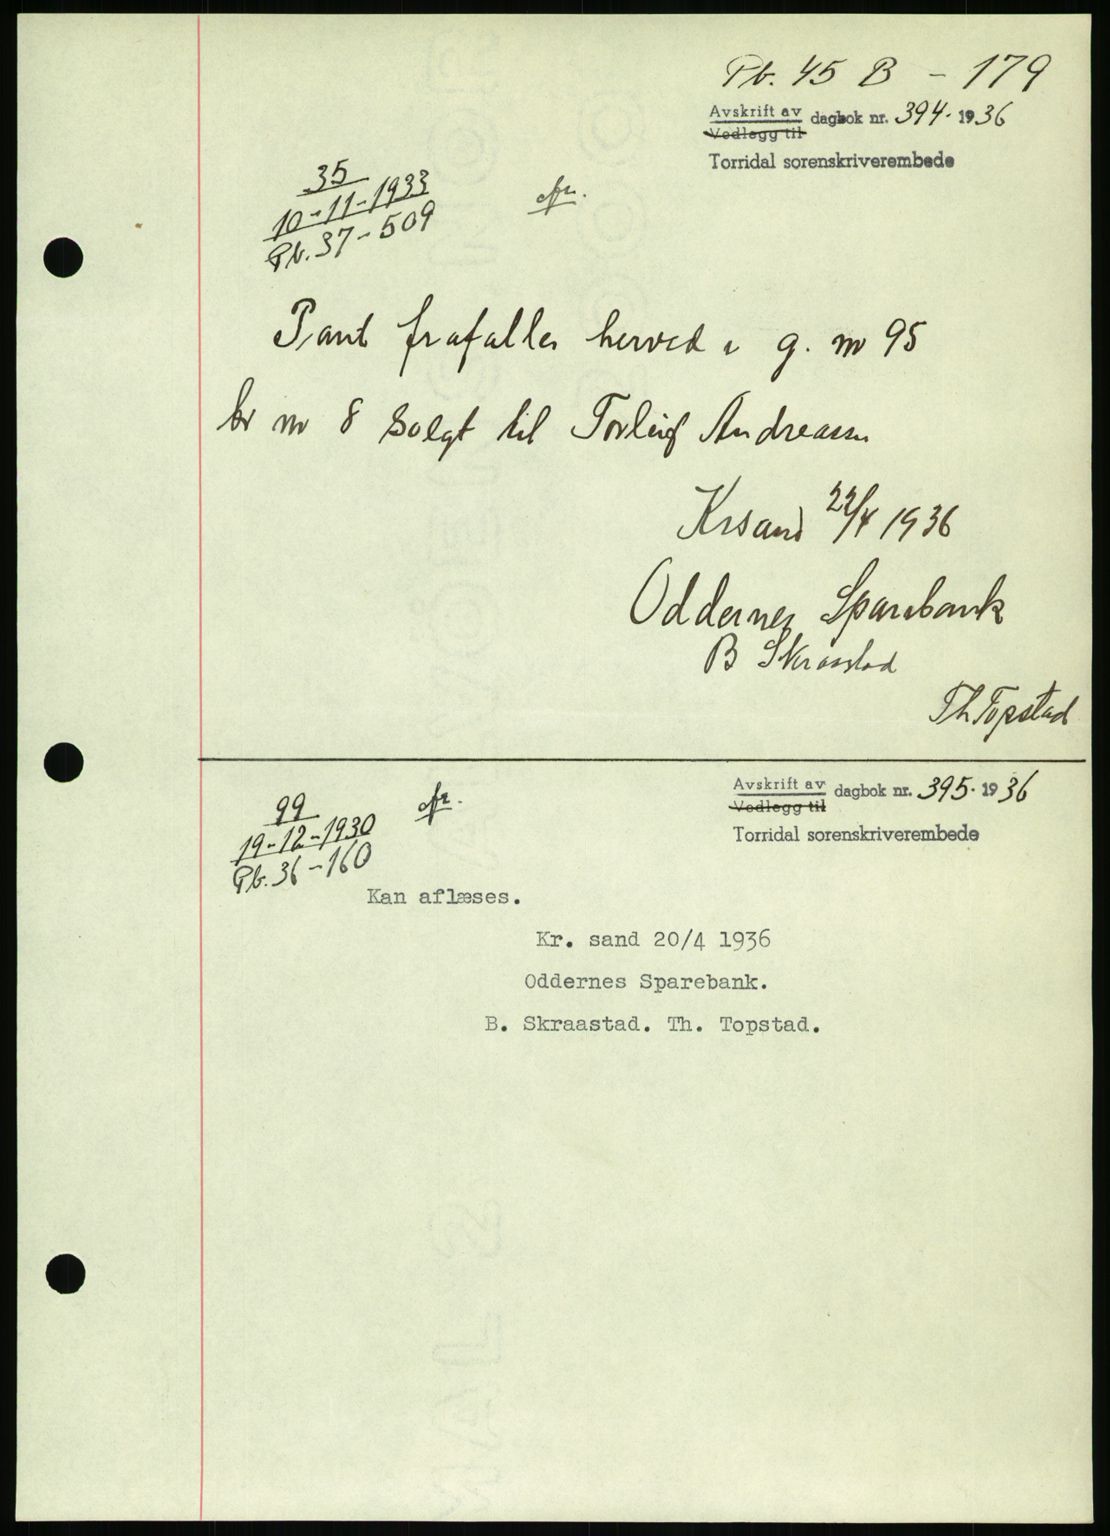 Pb. 45 B - 179
Avskrift av dagbok nr. 394. 1936
Vedlegg til
Torridal sorenskriverembede
35
10-11-1933
Pb. 37-509
Pant frafalles herved i g. nr 95
br nr 8 solgt til Torleif Andreassen
Krsand 22/4 1936
Oddernes Sparebank
B Skraastad
Th Topstad
Avskrift av dagbok nr. 395. 1936
Vedlegg til
Torridal sorenskriverembede
99
19-12-1930
Pb. 36-160
Kan aflæses.
Kr. sand 20/4 1936
Oddernes Sparebank.
B. Skraastad. Th. Topstad.